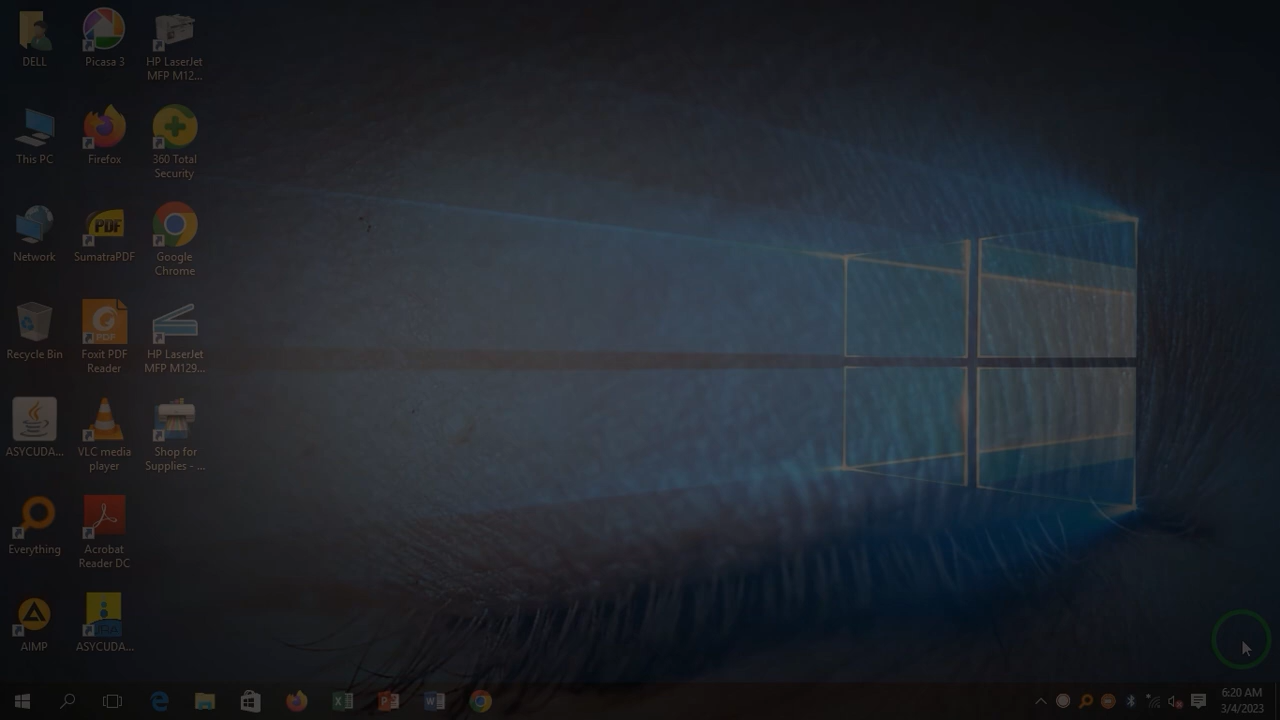 DELL
Picasa 3
HP LaserJet
MFP M12...
This PC
Firefox
360 Total
Security
Network
PDF
SumatraPDF
Google
Chrome
Recycle Bin
PDF
Foxit PDF
Reader
HP LaserJet
MFP M129...
ASYCUDA...
VLC media
player
Shop for
Supplies - ...
Everything
Acrobat
Reader DC
AIMP
ASYCUDA...
6:20 AM
3/4/2023